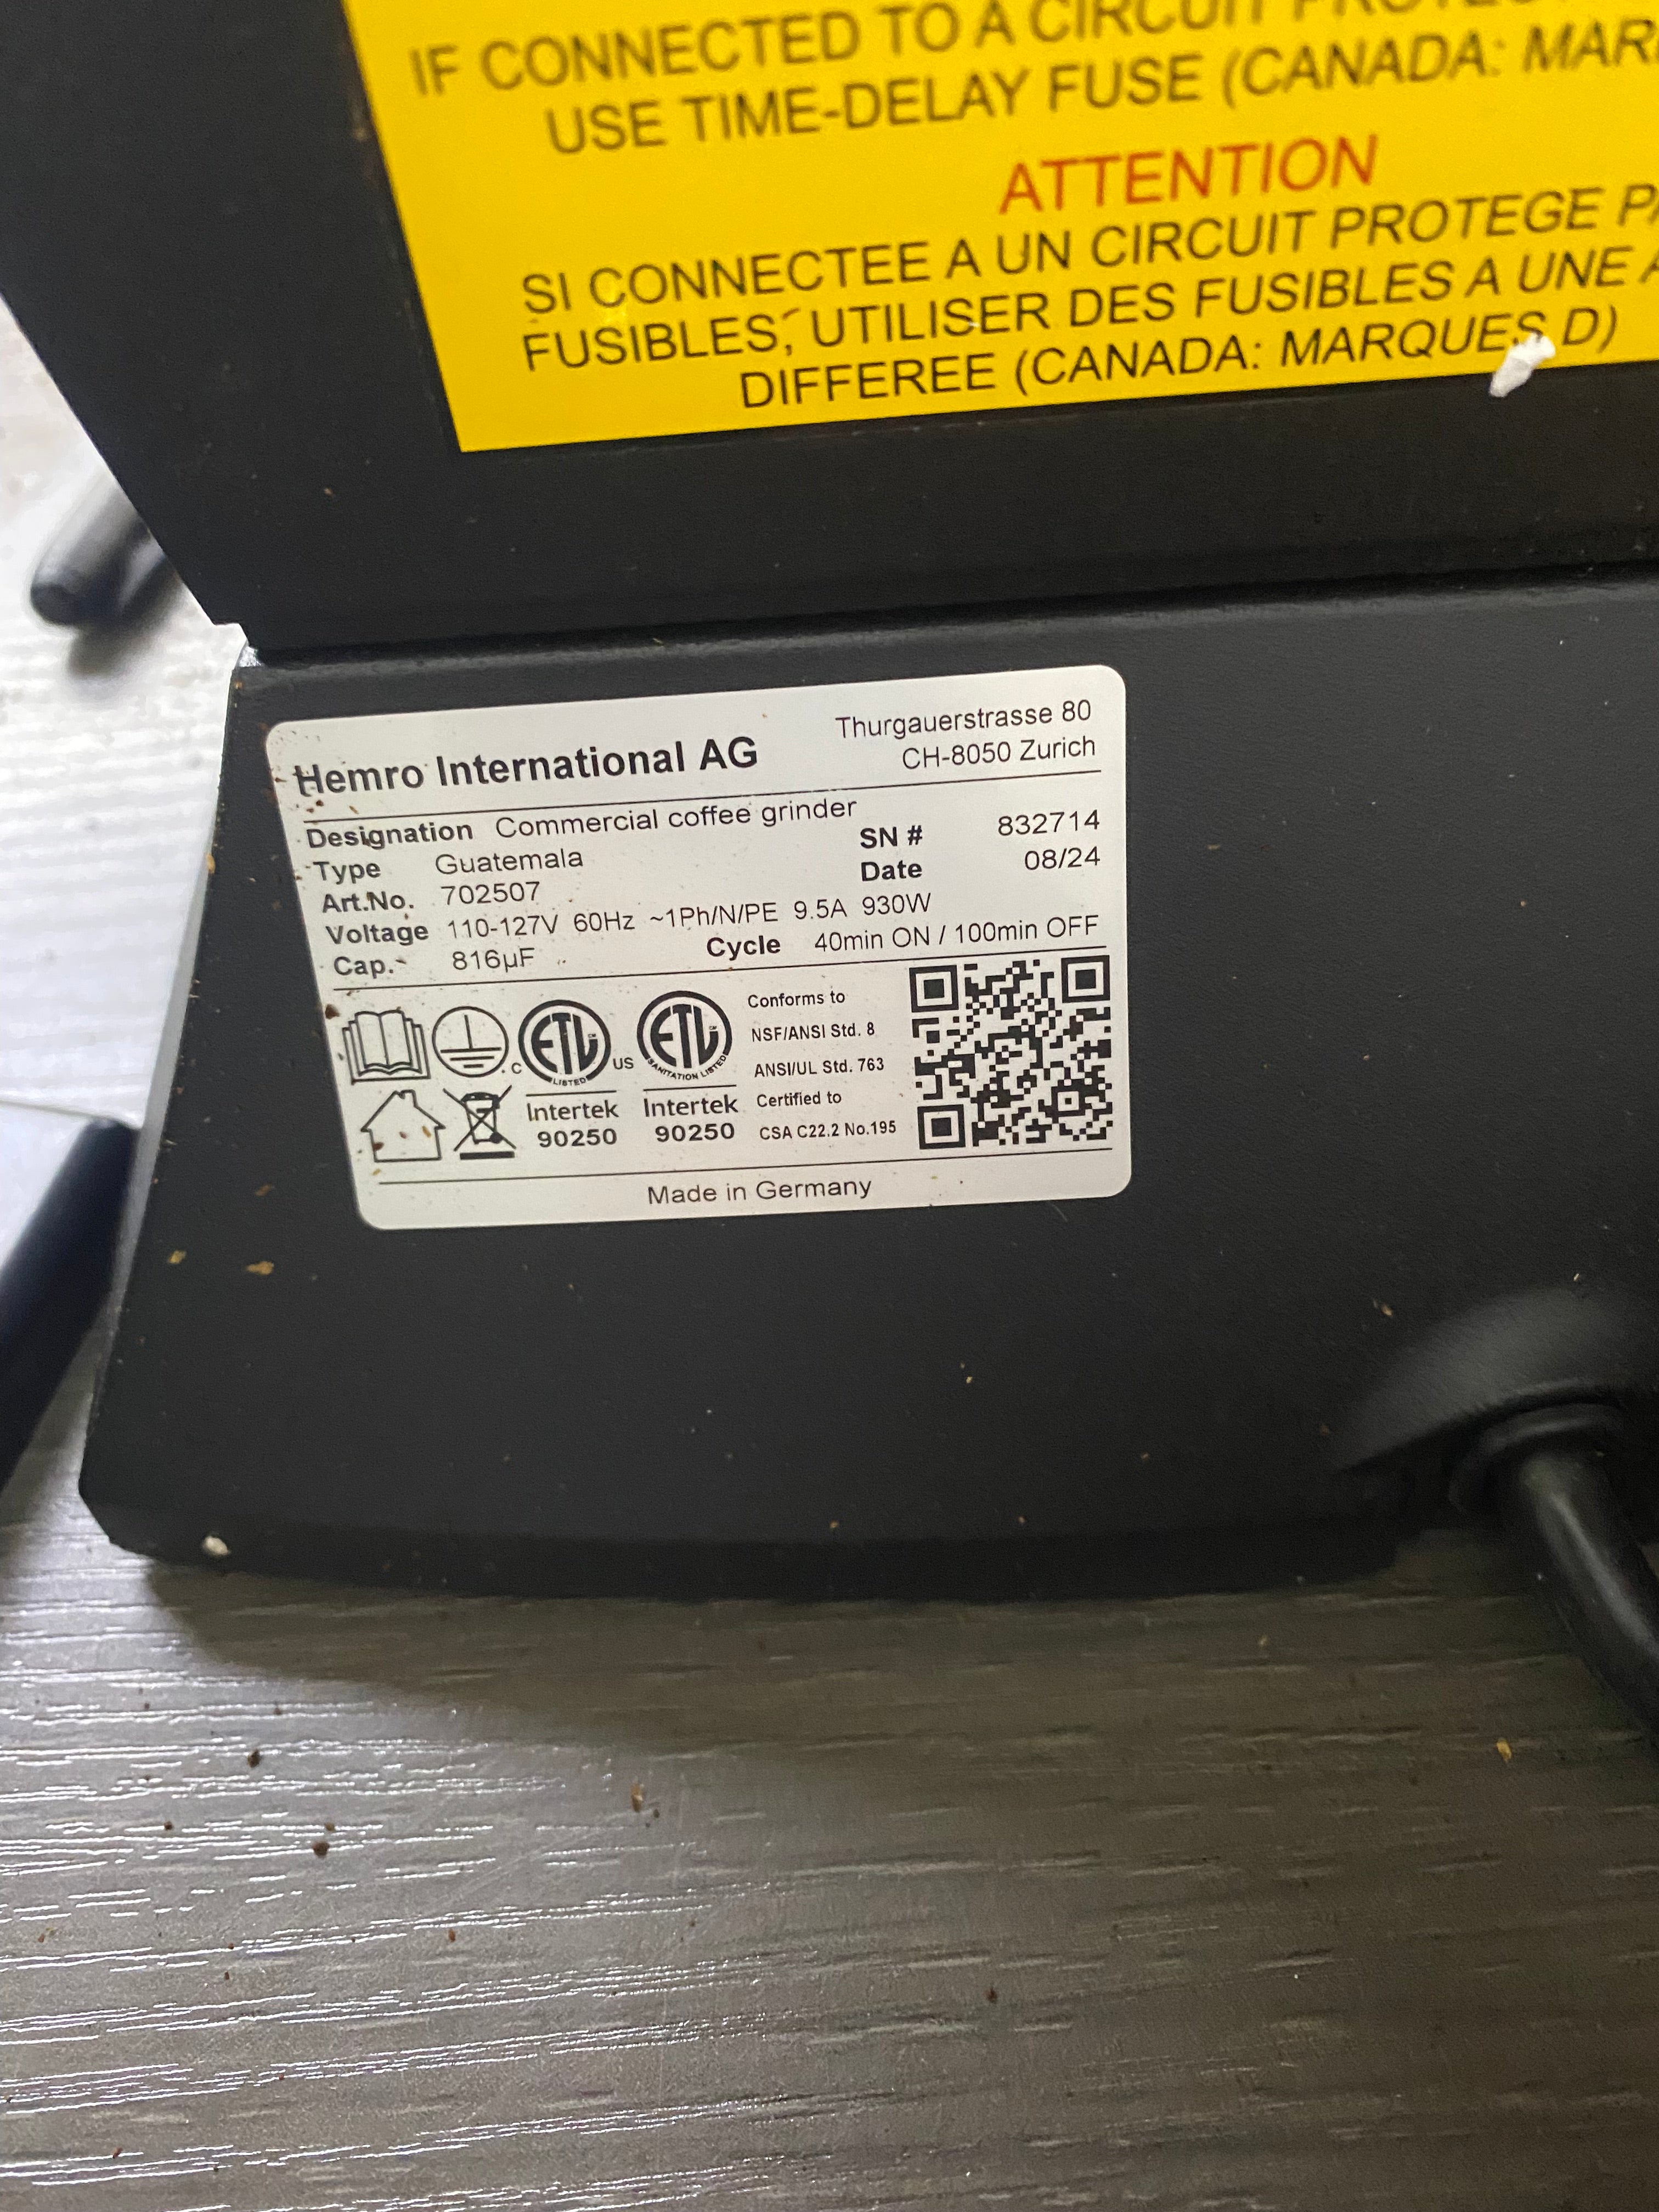 IF CONNECTED TO A CIRCUIT
USE TIME-DELAY FUSE (CANADA:
ATTENTION
SI CONNECTEE A UN CIRCUIT PROTEGE
FUSIBLES, UTILISER DES FUSIBLES A UNE
DIFFEREE (CANADA: MARQUES D)
Hemro International AG
Thurgauerstrasse 80
CH-8050 Zurich
Designation Commercial coffee grinder
Type Guatemala SN # 832714
Art.No. 702507 Date 08/24
Voltage 110-127V 60Hz ~1Ph/N/PE 9.5A 930W
Cap. 816µF Cycle 40min ON / 100min OFF
C ETL US LISTED
Intertek
90250
ETL SANITATION LISTED
Intertek
90250
Conforms to
NSF/ANSI Std. 8
ANSI/UL Std. 763
Certified to
CSA C22.2 No.195
Made in Germany